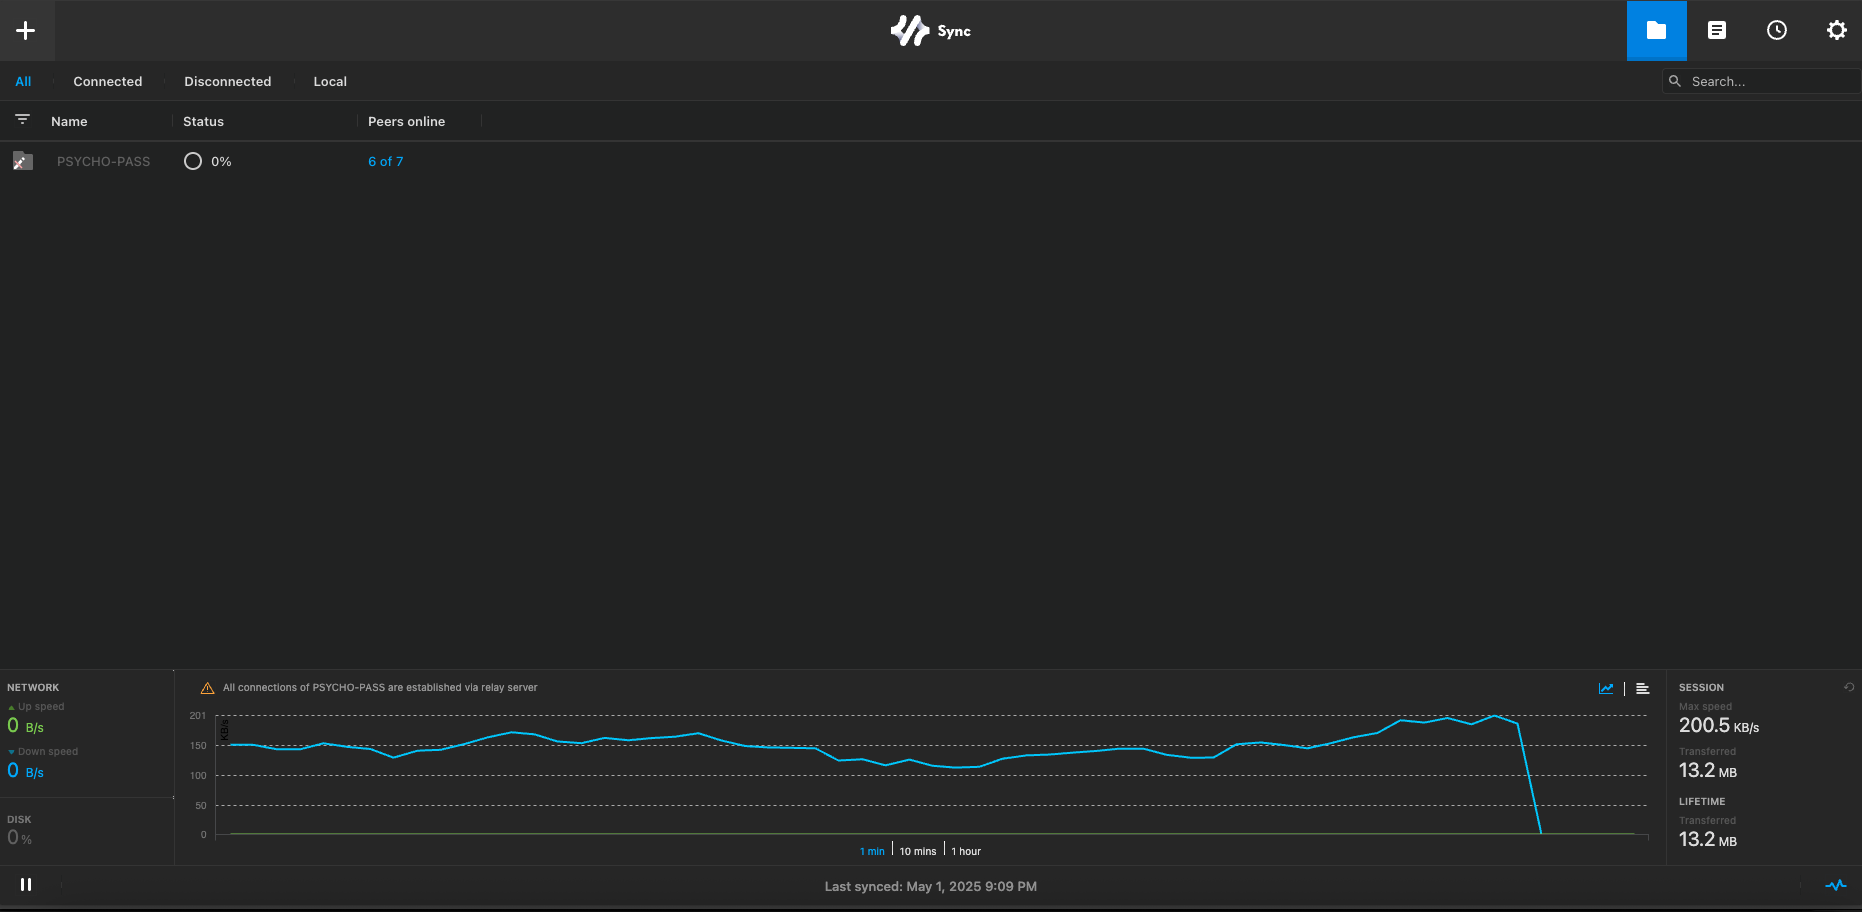 Sync
All Connected Disconnected Local Search...
Name Status Peers online
PSYCHO-PASS 0% 6 of 7
NETWORK
Up speed
0 B/s
Down speed
0 B/s
DISK
0 %
All connections of PSYCHO-PASS are established via relay server
201
150
100
50
0
KB/s
1 min 10 mins 1 hour
SESSION
Max speed
200.5 KB/s
Transferred
13.2 MB
LIFETIME
Transferred
13.2 MB
Last synced: May 1, 2025 9:09 PM